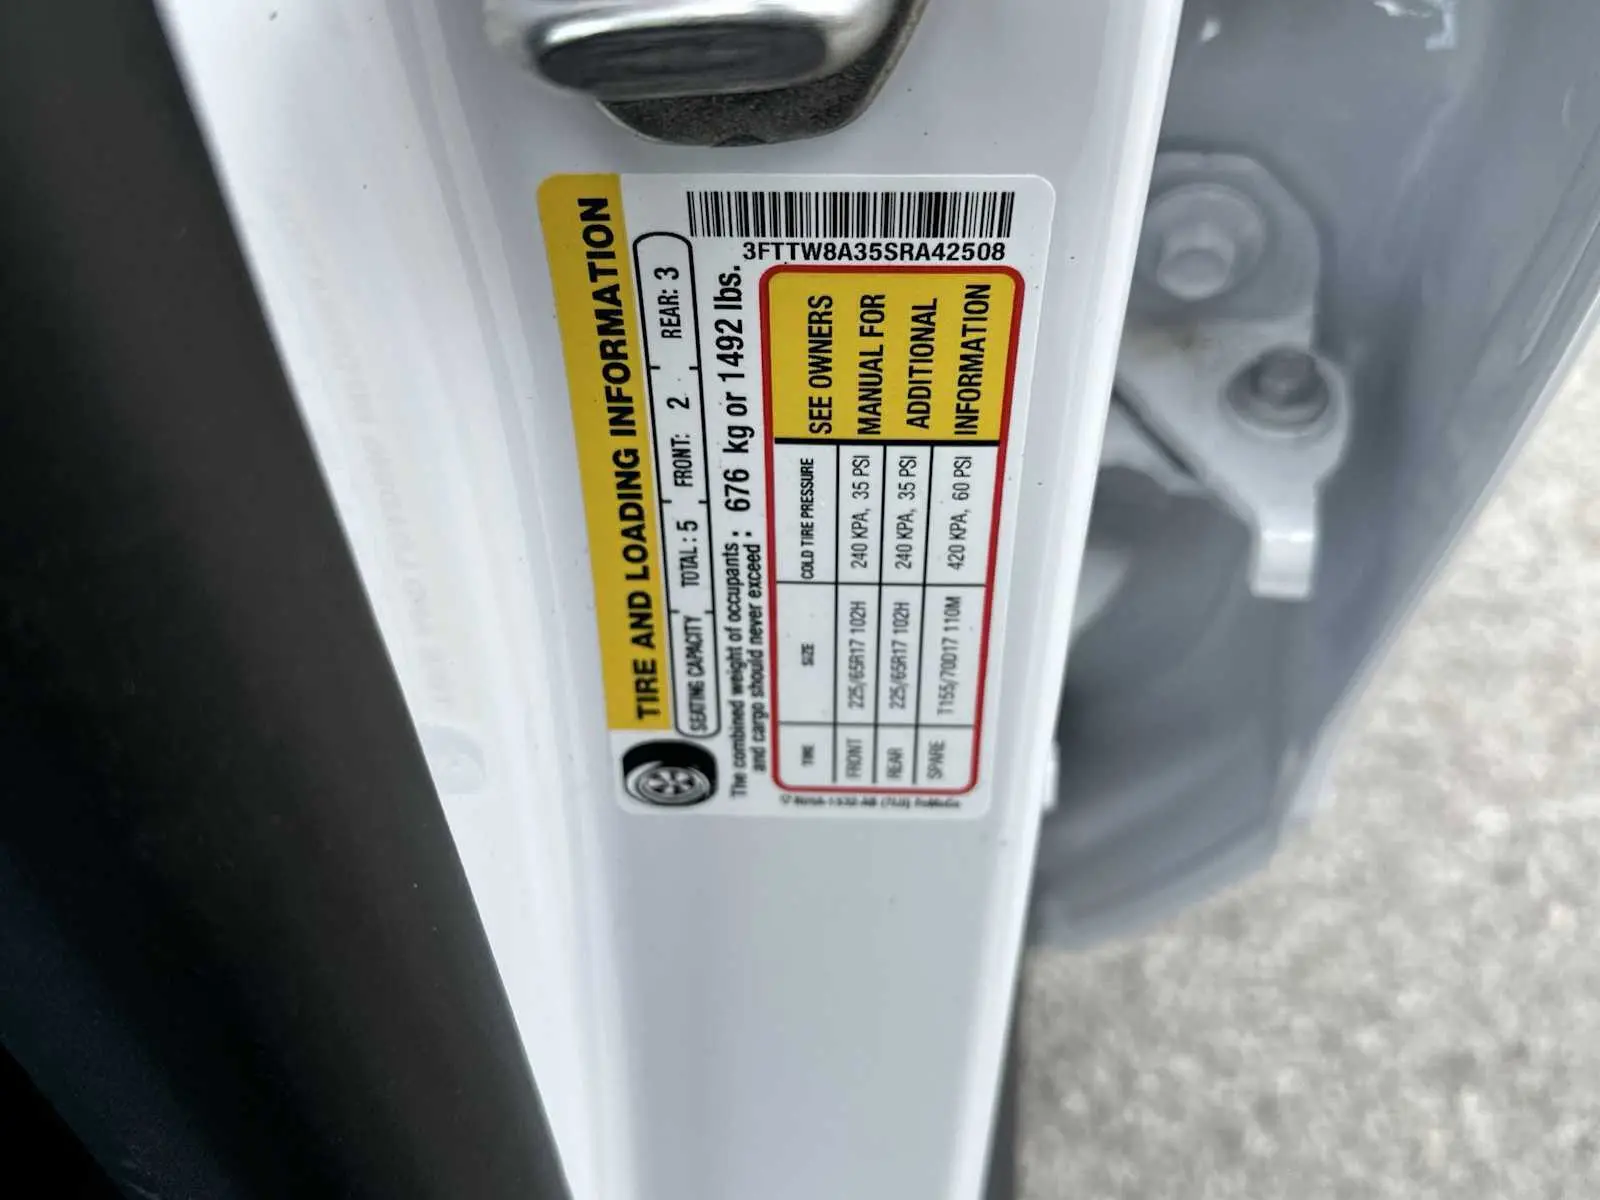 3FTTW8A35SRA42508
TIRE AND LOADING INFORMATION
SEATING CAPACITY TOTAL : 5 FRONT: 2 REAR: 3
The combined weight of occupants :
and cargo should never exceed :
676 kg or 1492 lbs.
TIRE SIZE COLD TIRE PRESSURE
FRONT 225/65R17 102H 240 KPA, 35 PSI
REAR 225/65R17 102H 240 KPA, 35 PSI
SPARE T155/70D17 110M 420 KPA, 60 PSI
SEE OWNERS
MANUAL FOR
ADDITIONAL
INFORMATION